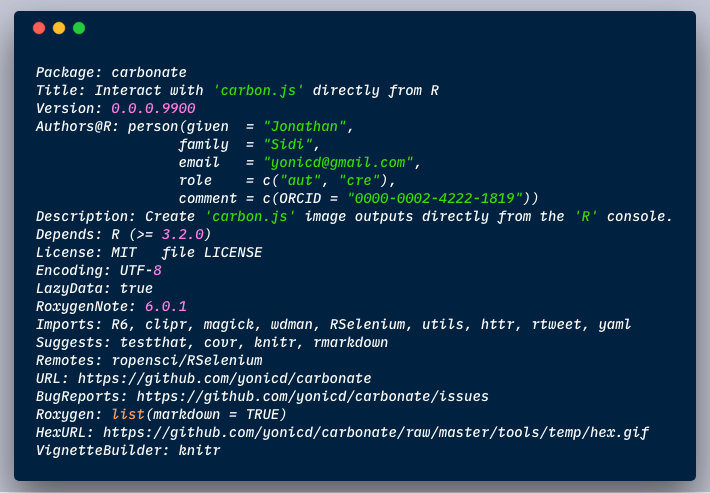 Package: carbonate
Title: Interact with 'carbon.js' directly from R
Version: 0.0.0.9900
Authors@R: person(given  = "Jonathan",
                 family  = "Sidi",
                 email   = "yonicd@gmail.com",
                 role    = c("aut", "cre"),
                 comment = c(ORCID = "0000-0002-4222-1819"))
Description: Create 'carbon.js' image outputs directly from the 'R' console.
Depends: R (>= 3.2.0)
License: MIT   file LICENSE
Encoding: UTF-8
LazyData: true
RoxygenNote: 6.0.1
Imports: R6, clipr, magick, wdman, RSelenium, utils, httr, rtweet, yaml
Suggests: testthat, covr, knitr, rmarkdown
Remotes: ropensci/RSelenium
URL: https://github.com/yonicd/carbonate
BugReports: https://github.com/yonicd/carbonate/issues
Roxygen: list(markdown = TRUE)
HexURL: https://github.com/yonicd/carbonate/raw/master/tools/temp/hex.gif
VignetteBuilder: knitr